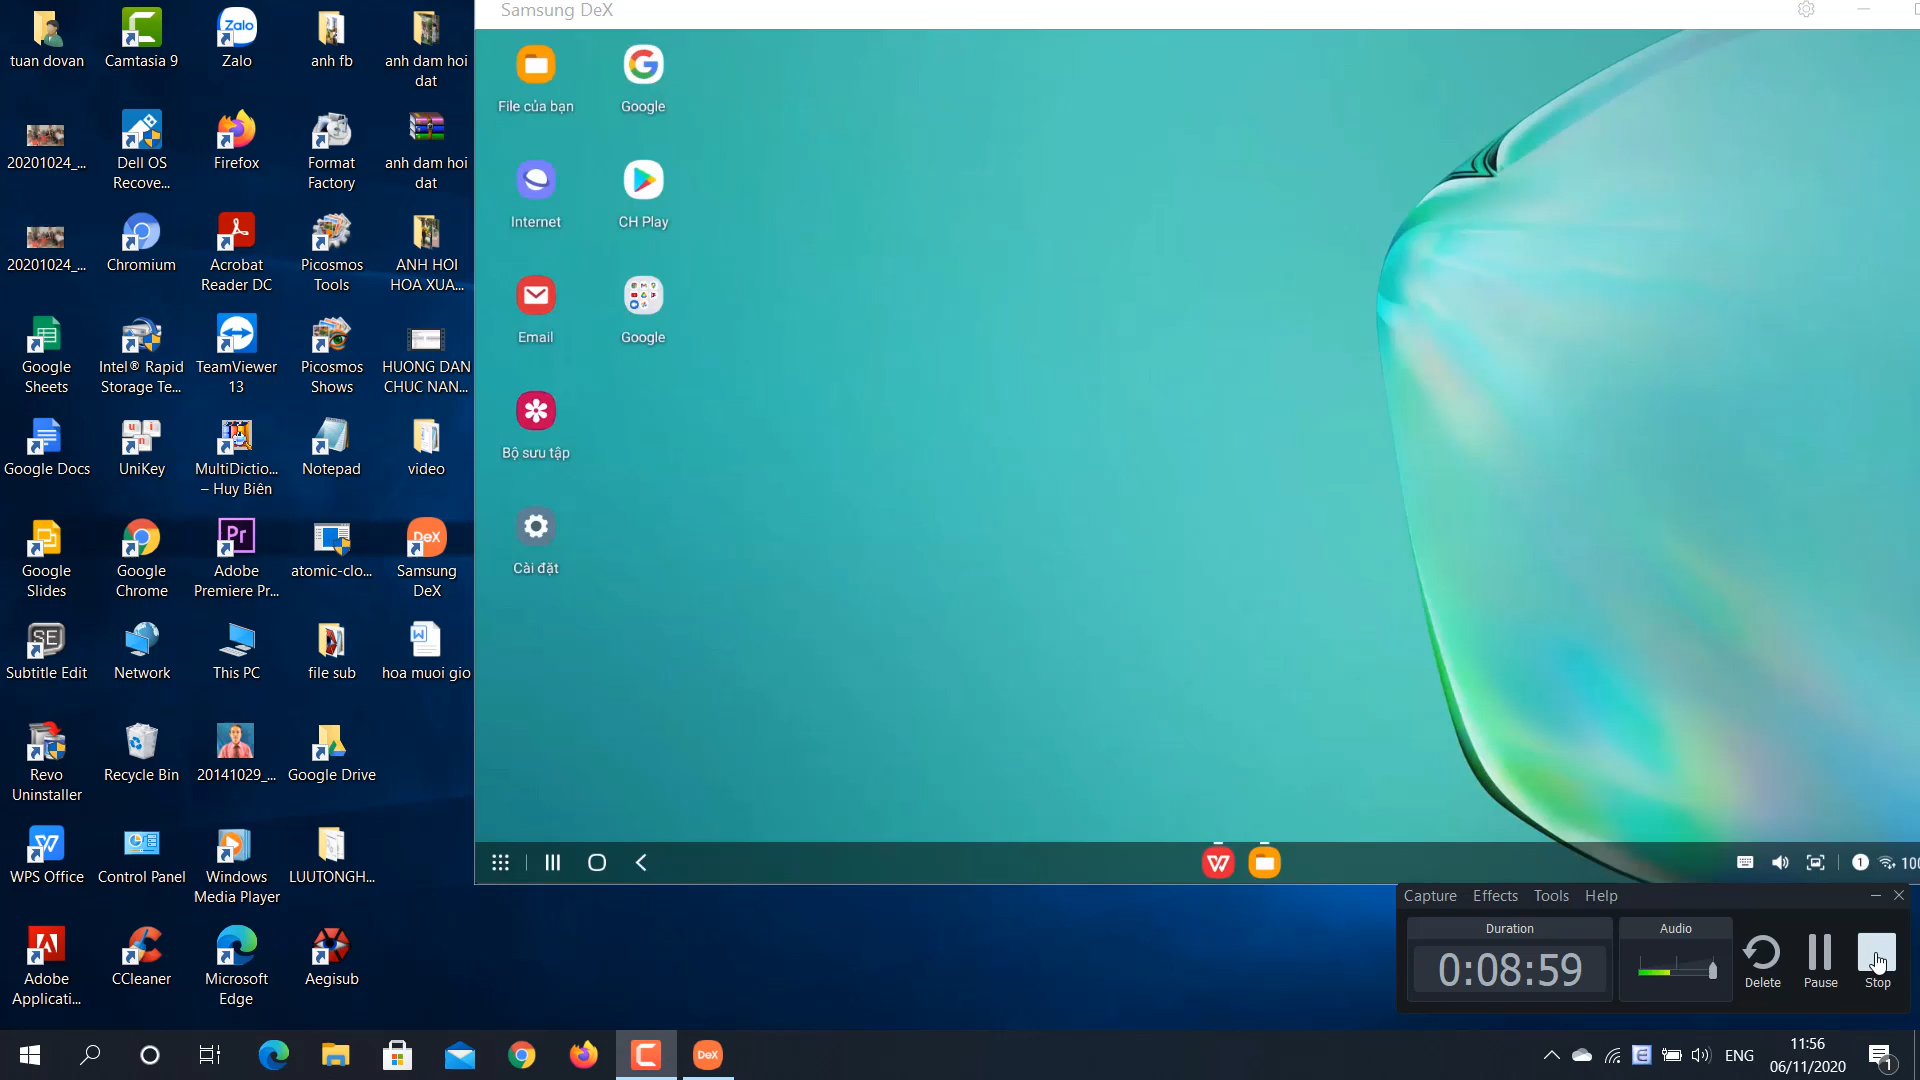 Samsung DeX
tuan dovan
Camtasia 9
Zalo
anh fb
anh dam hoi
dat
20201024_...
Dell OS
Recove...
Firefox
Format
Factory
anh dam hoi
dat
20201024_...
Chromium
Acrobat
Reader DC
Picosmos
Tools
ANH HOI
HOA XUA...
Google
Sheets
Intel® Rapid
Storage Te...
TeamViewer
13
Picosmos
Shows
HUONG DAN
CHUC NAN...
Google Docs
UniKey
MultiDictio...
– Huy Biên
Notepad
video
Google
Slides
Google
Chrome
Adobe
Premiere Pr...
atomic-clo...
Samsung
DeX
Subtitle Edit
Network
This PC
file sub
hoa muoi gio
Revo
Uninstaller
Recycle Bin
20141029_...
Google Drive
WPS Office
Control Panel
Windows
Media Player
LUUTONGH...
Adobe
Applicati...
CCleaner
Microsoft
Edge
Aegisub
File của bạn
Google
Internet
CH Play
Email
Google
Bộ sưu tập
Cài đặt
1
100
Capture Effects Tools Help
Duration
Audio
0:08:59
Delete
Pause
Stop
DeX
ENG
11:56
06/11/2020
1